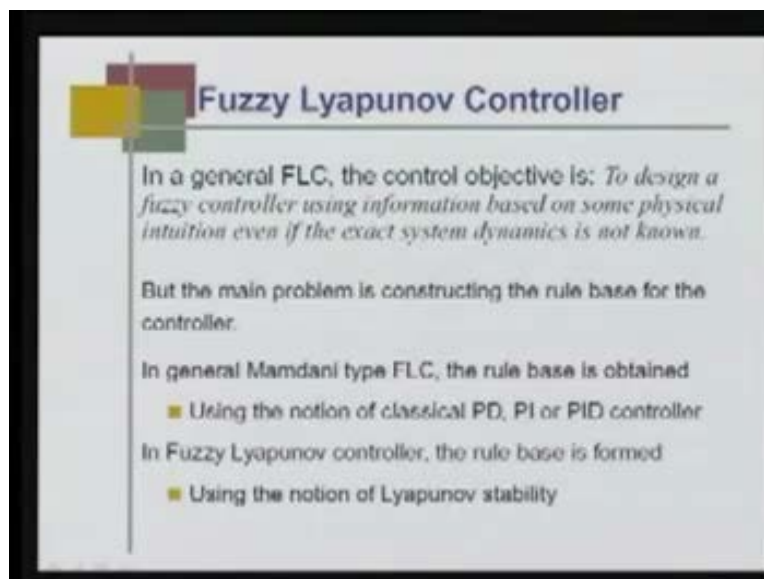 Fuzzy Lyapunov Controller
In a general FLC, the control objective is: To design a
fuzzy controller using information based on some physical
intuition even if the exact system dynamics is not known.
But the main problem is constructing the rule base for the
controller.
In general Mamdani type FLC, the rule base is obtained
Using the notion of classical PD, PI or PID controller
In Fuzzy Lyapunov controller, the rule base is formed
Using the notion of Lyapunov stability